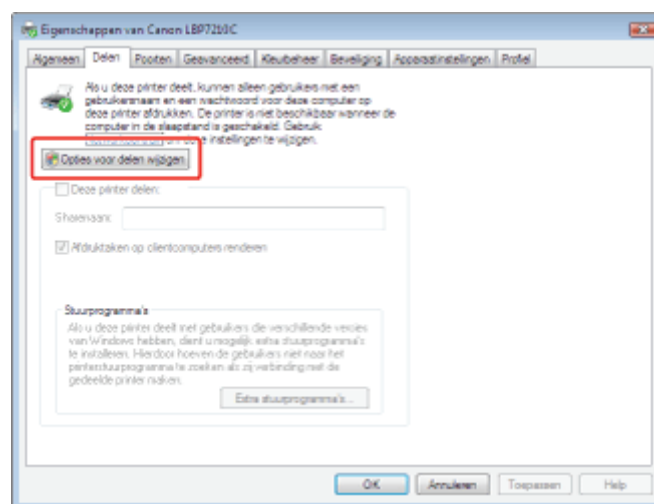 Eigenschappen van Canon LBP7210C
Algemeen Delen Poorten Geavanceerd Kleurbeheer Beveiliging Apparaatinstellingen Profiel
Als u deze printer deelt, kunnen alleen gebruikers met een
gebruikersnaam en een wachtwoord voor deze computer op
deze printer afdrukken. De printer is niet beschikbaar wanneer de
computer in de slaapstand is geschakeld. Gebruik
om deze instellingen te wijzigen.
Opties voor delen wijzigen
Deze printer delen:
Sharenaam:
Afdruktaken op clientcomputers renderen
Stuurprogramma's
Als u deze printer deelt met gebruikers die verschillende versies
van Windows hebben, dient u mogelijk extra stuurprogramma's
te installeren. Hierdoor hoeven de gebruikers niet naar het
printerstuurprogramma te zoeken als zij verbinding met de
gedeelde printer maken.
Extra stuurprogramma's...
OK Annuleren Toepassen Help